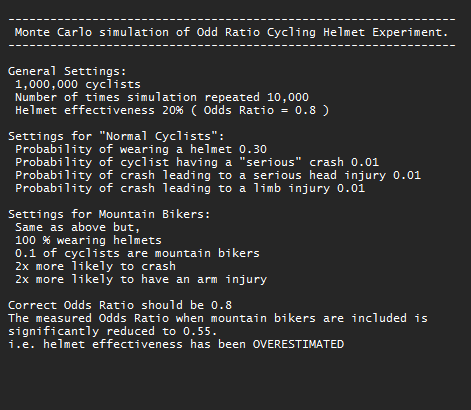 ----------------------------------------------------------------
Monte Carlo simulation of Odd Ratio Cycling Helmet Experiment.
----------------------------------------------------------------
General Settings:
1,000,000 cyclists
Number of times simulation repeated 10,000
Helmet effectiveness 20% ( Odds Ratio = 0.8 )
Settings for "Normal Cyclists":
Probability of wearing a helmet 0.30
Probability of cyclist having a "serious" crash 0.01
Probability of crash leading to a serious head injury 0.01
Probability of crash leading to a limb injury 0.01
Settings for Mountain Bikers:
Same as above but,
100 % wearing helmets
0.1 of cyclists are mountain bikers
2x more likely to crash
2x more likely to have an arm injury
Correct Odds Ratio should be 0.8
The measured Odds Ratio when mountain bikers are included is
significantly reduced to 0.55.
i.e. helmet effectiveness has been OVERESTIMATED